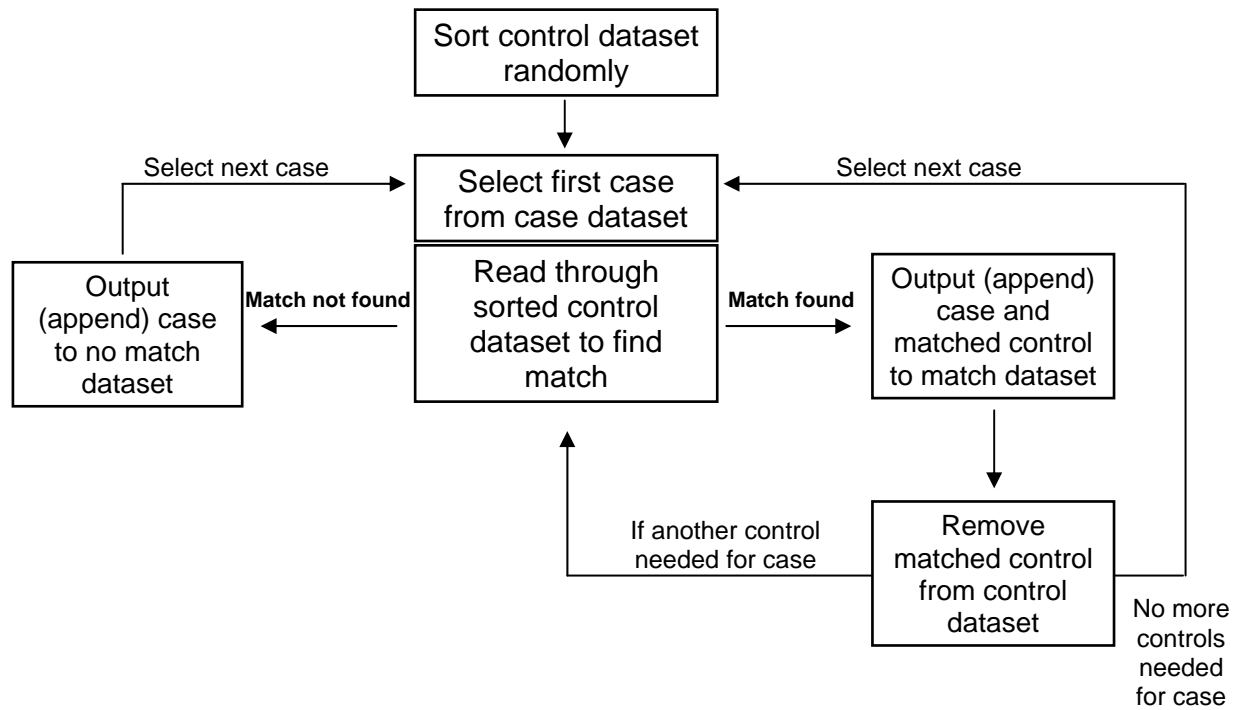 Sort control dataset
randomly
Select next case
Select next case
Select first case
from case dataset
Output
(append) case
to no match
dataset
Match not found
Read through
sorted control
dataset to find
match
Match found
Output (append)
case and
matched control
to match dataset
If another control
needed for case
Remove
matched control
from control
dataset
No more
controls
needed
for case